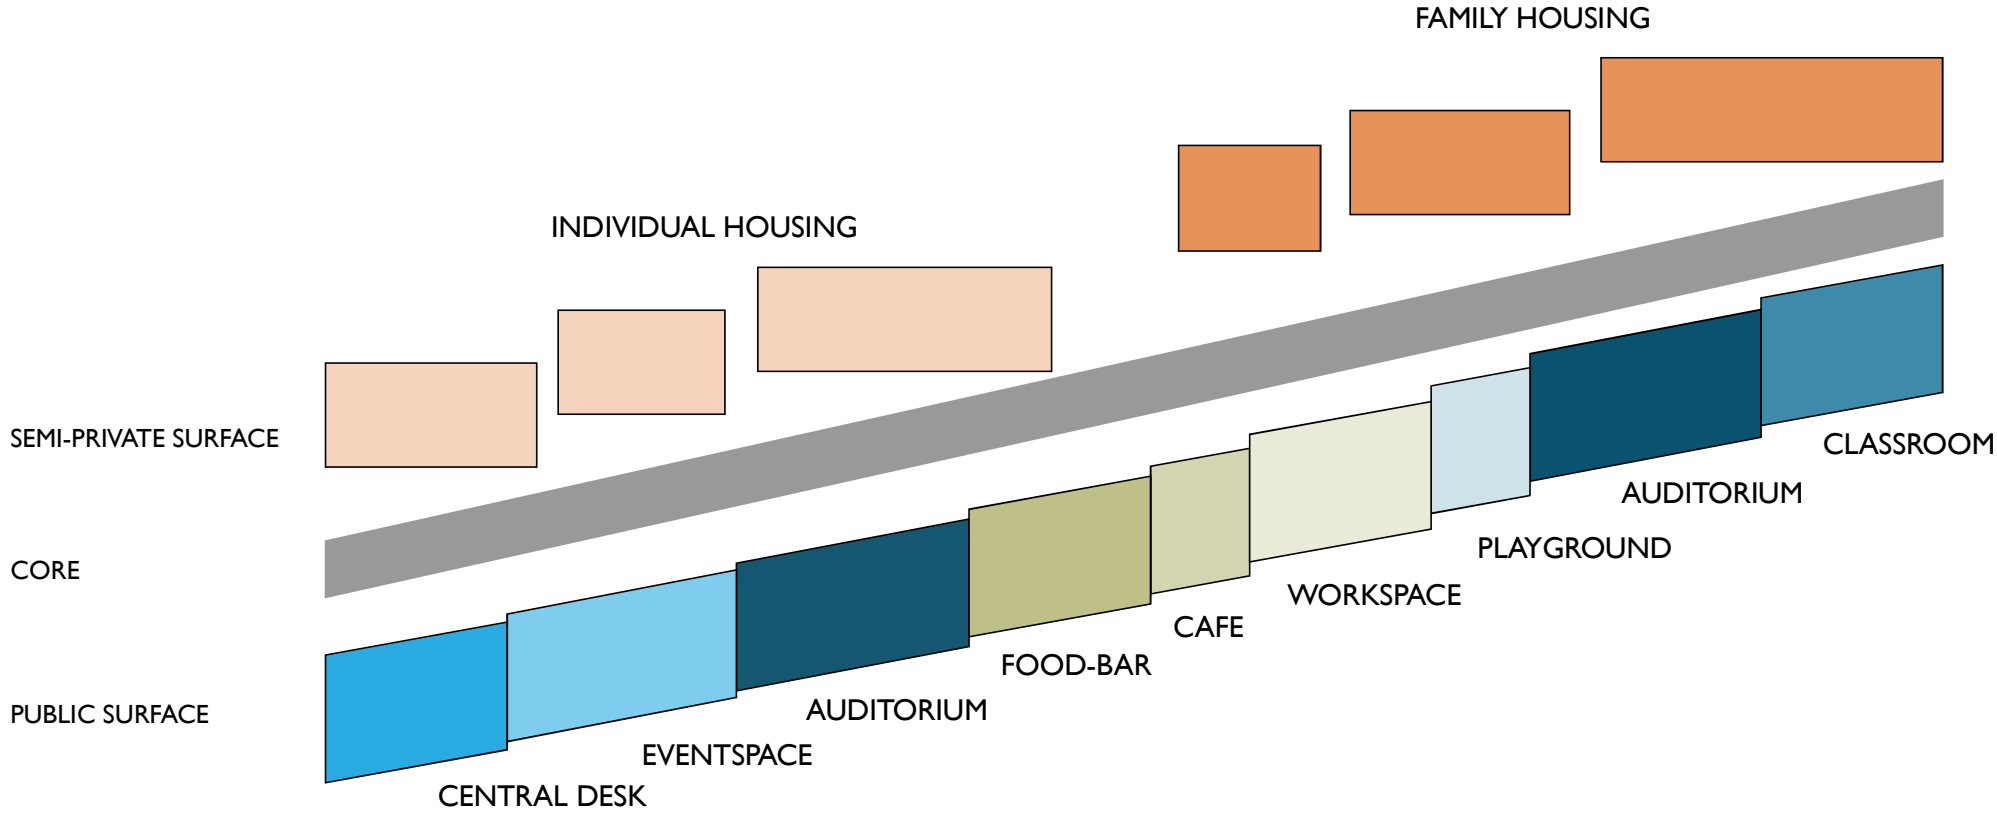 FAMILY HOUSING
INDIVIDUAL HOUSING
SEMI-PRIVATE SURFACE
CORE
PUBLIC SURFACE
CENTRAL DESK
EVENTSPACE
AUDITORIUM
FOOD-BAR
CAFE
WORKSPACE
PLAYGROUND
AUDITORIUM
CLASSROOM